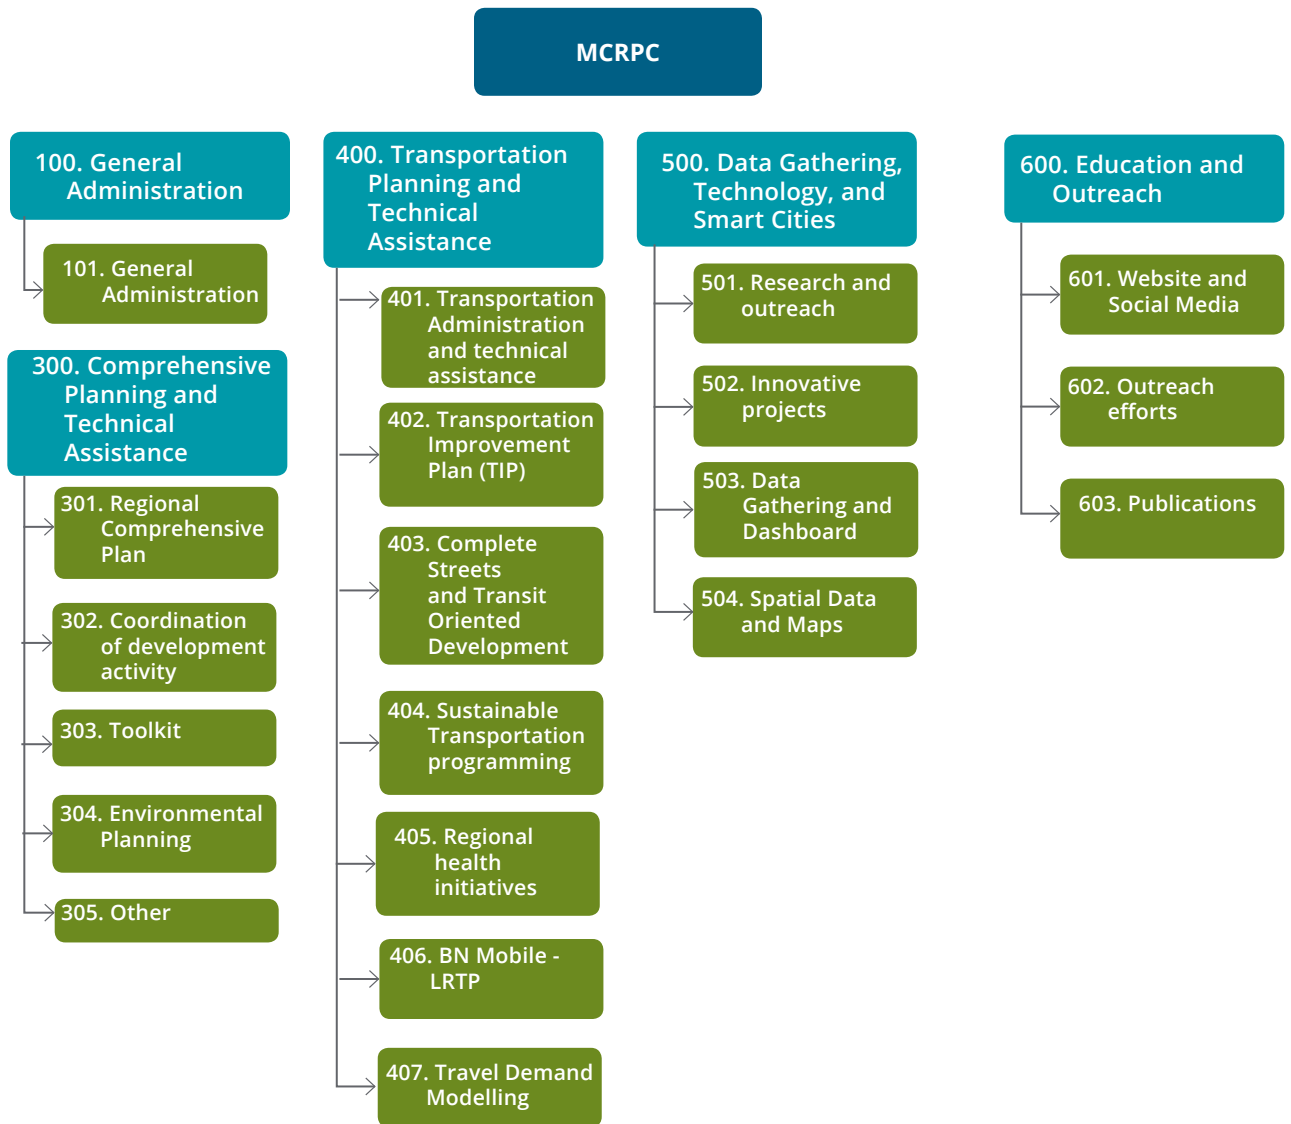 MCRPC
100. General
Administration
101. General
Administration
300. Comprehensive
Planning and
Technical
Assistance
301. Regional
Comprehensive
Plan
302. Coordination
of development
activity
303. Toolkit
304. Environmental
Planning
305. Other
400. Transportation
Planning and
Technical
Assistance
401. Transportation
Administration
and technical
assistance
402. Transportation
Improvement
Plan (TIP)
403. Complete
Streets
and Transit
Oriented
Development
404. Sustainable
Transportation
programming
405. Regional
health
initiatives
406. BN Mobile -
LRTP
407. Travel Demand
Modelling
500. Data Gathering,
Technology, and
Smart Cities
501. Research and
outreach
502. Innovative
projects
503. Data
Gathering and
Dashboard
504. Spatial Data
and Maps
600. Education and
Outreach
601. Website and
Social Media
602. Outreach
efforts
603. Publications